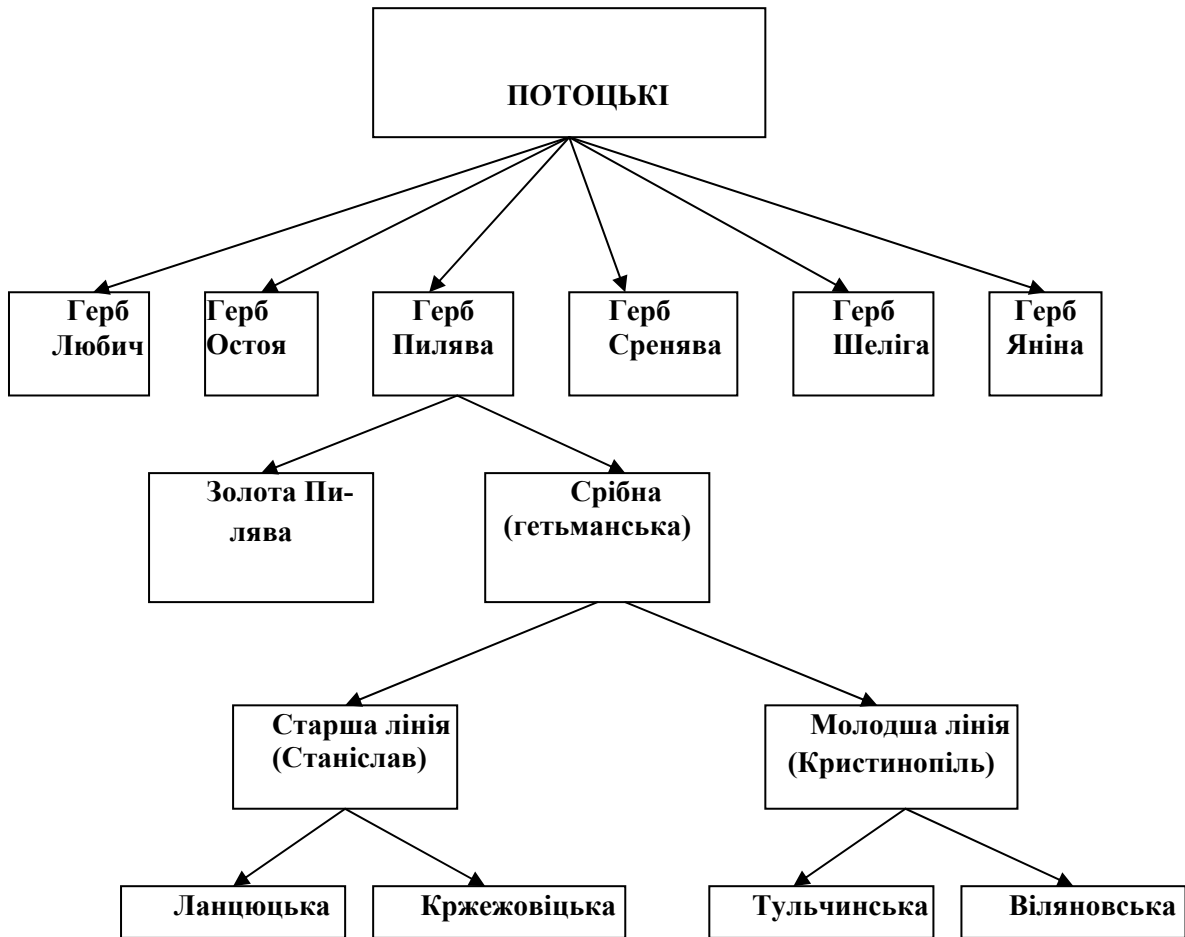 ПОТОЦЬКІ
Герб
Любич
Герб
Остоя
Герб
Пилява
Герб
Сренява
Герб
Шеліга
Герб
Яніна
Золота Пи-
лява
Срібна
(гетьманська)
Старша лінія
(Станіслав)
Молодша лінія
(Кристинопіль)
Ланцюцька
Кржежовіцька
Тульчинська
Віляновська